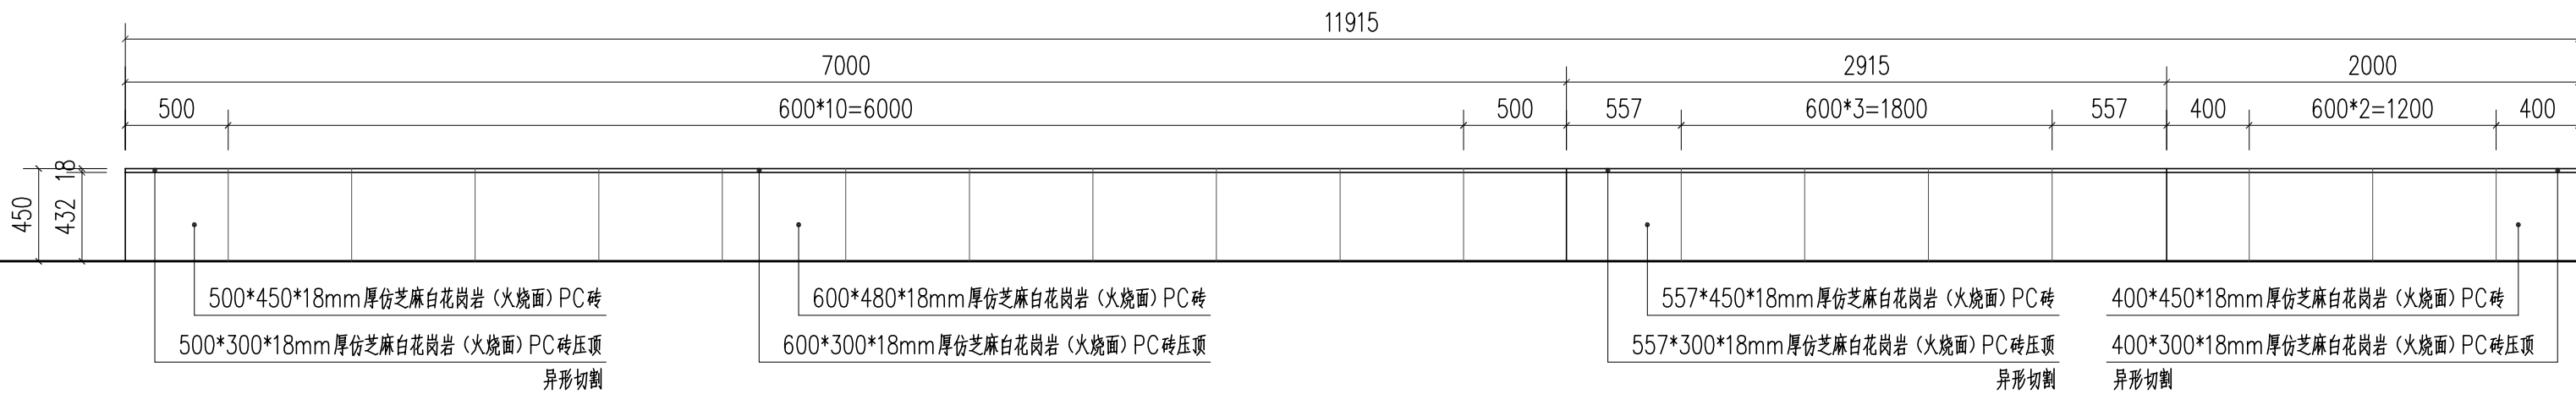 11915
7000
2915
2000
500
600*10=6000
500
557
600*3=1800
557
400
600*2=1200
400
18
450
432
500*450*18mm厚仿芝麻白花岗岩（火烧面）PC砖
600*480*18mm厚仿芝麻白花岗岩（火烧面）PC砖
557*450*18mm厚仿芝麻白花岗岩（火烧面）PC砖
400*450*18mm厚仿芝麻白花岗岩（火烧面）PC砖
500*300*18mm厚仿芝麻白花岗岩（火烧面）PC砖压顶
600*300*18mm厚仿芝麻白花岗岩（火烧面）PC砖压顶
557*300*18mm厚仿芝麻白花岗岩（火烧面）PC砖压顶
400*300*18mm厚仿芝麻白花岗岩（火烧面）PC砖压顶
异形切割
异形切割
异形切割